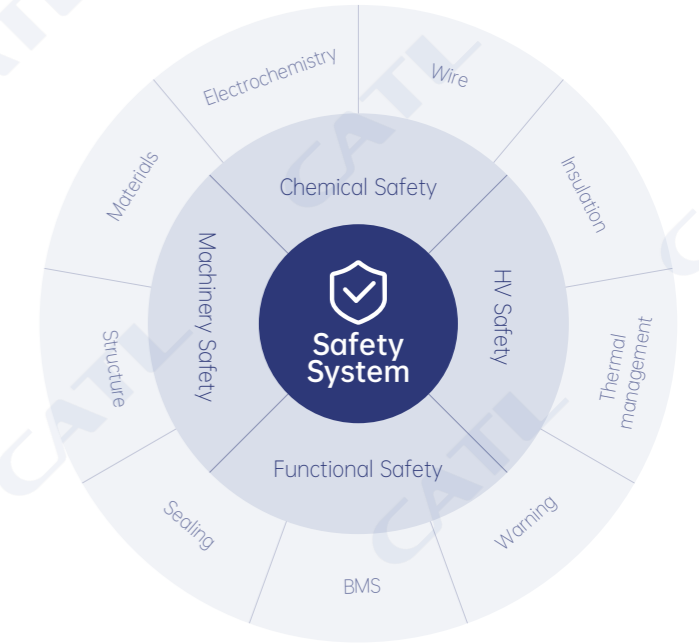 Electrochemistry
Wire
Insulation
Thermal
management
Warning
BMS
Sealing
Structure
Materials
Chemical Safety
HV Safety
Functional Safety
Machinery Safety
Safety
System
CATL
CATL
CATL
CATL